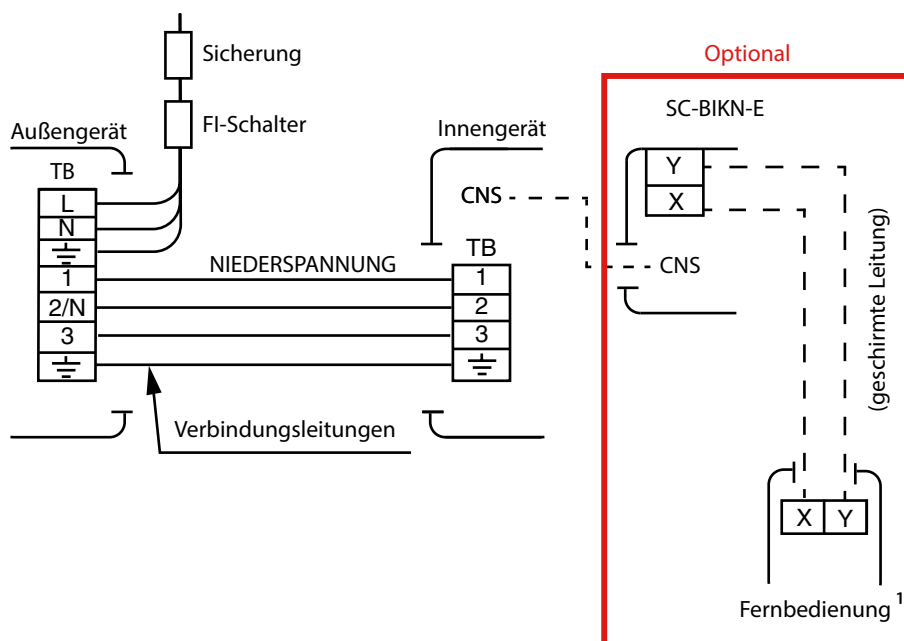 Sicherung
FI-Schalter
Außengerät
TB
L
N
1
2/N
3
NIEDERSPANNUNG
Verbindungsleitungen
Innengerät
CNS
TB
1
2
3
Optional
SC-BIKN-E
Y
X
CNS
(geschirmte Leitung)
X Y
Fernbedienung 1